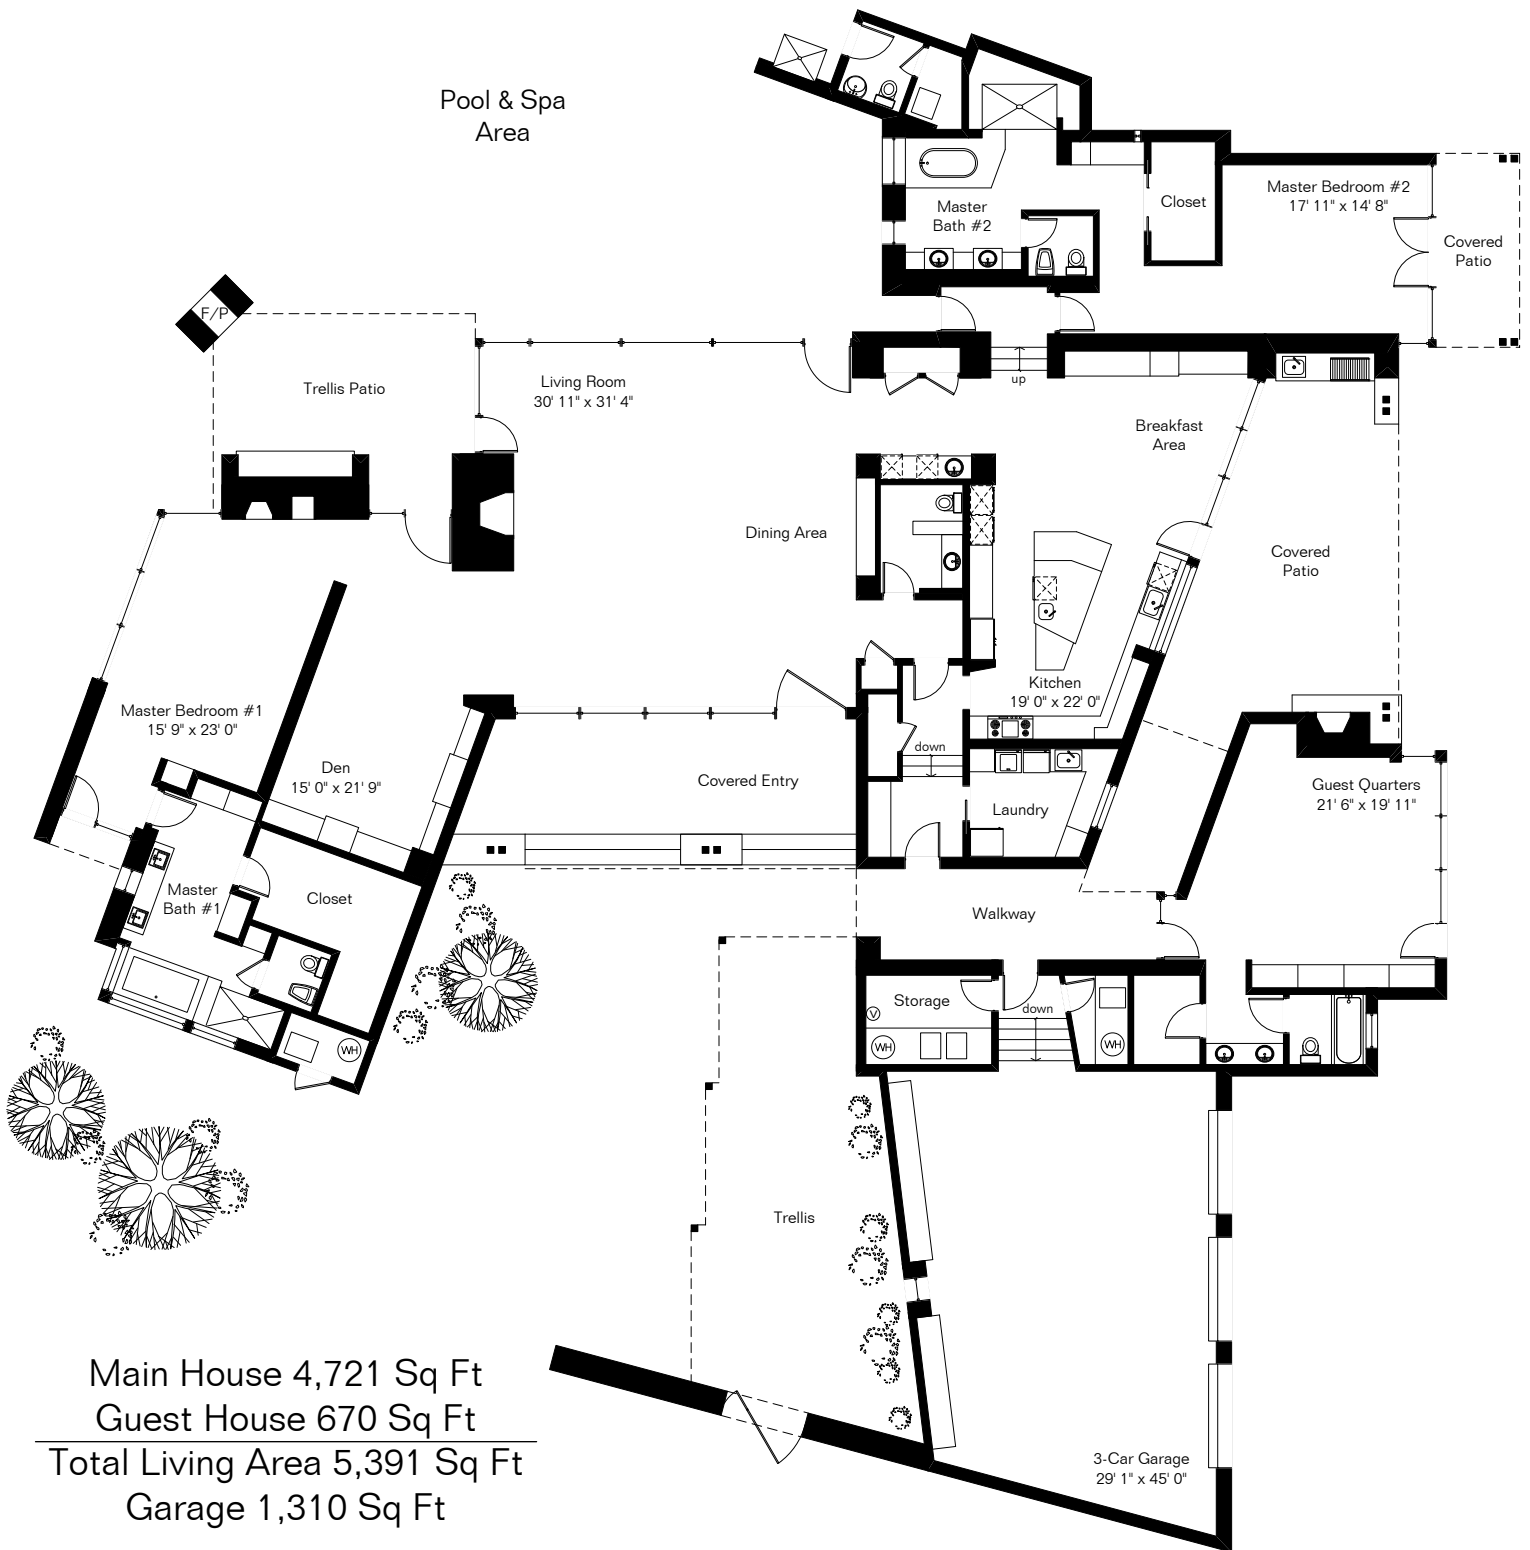 Pool & Spa
Area
Master
Bath #2
Closet
Master Bedroom #2
17' 11" x 14' 8"
Covered
Patio
F/P
Trellis Patio
Living Room
30' 11" x 31' 4"
up
Breakfast
Area
Dining Area
Covered
Patio
Kitchen
19' 0" x 22' 0"
Master Bedroom #1
15' 9" x 23' 0"
Den
15' 0" x 21' 9"
Covered Entry
down
Laundry
Guest Quarters
21' 6" x 19' 11"
Master
Bath #1
Closet
Walkway
Storage
V
WH
down
WH
WH
Trellis
3-Car Garage
29' 1" x 45' 0"
Main House 4,721 Sq Ft
Guest House 670 Sq Ft
Total Living Area 5,391 Sq Ft
Garage 1,310 Sq Ft